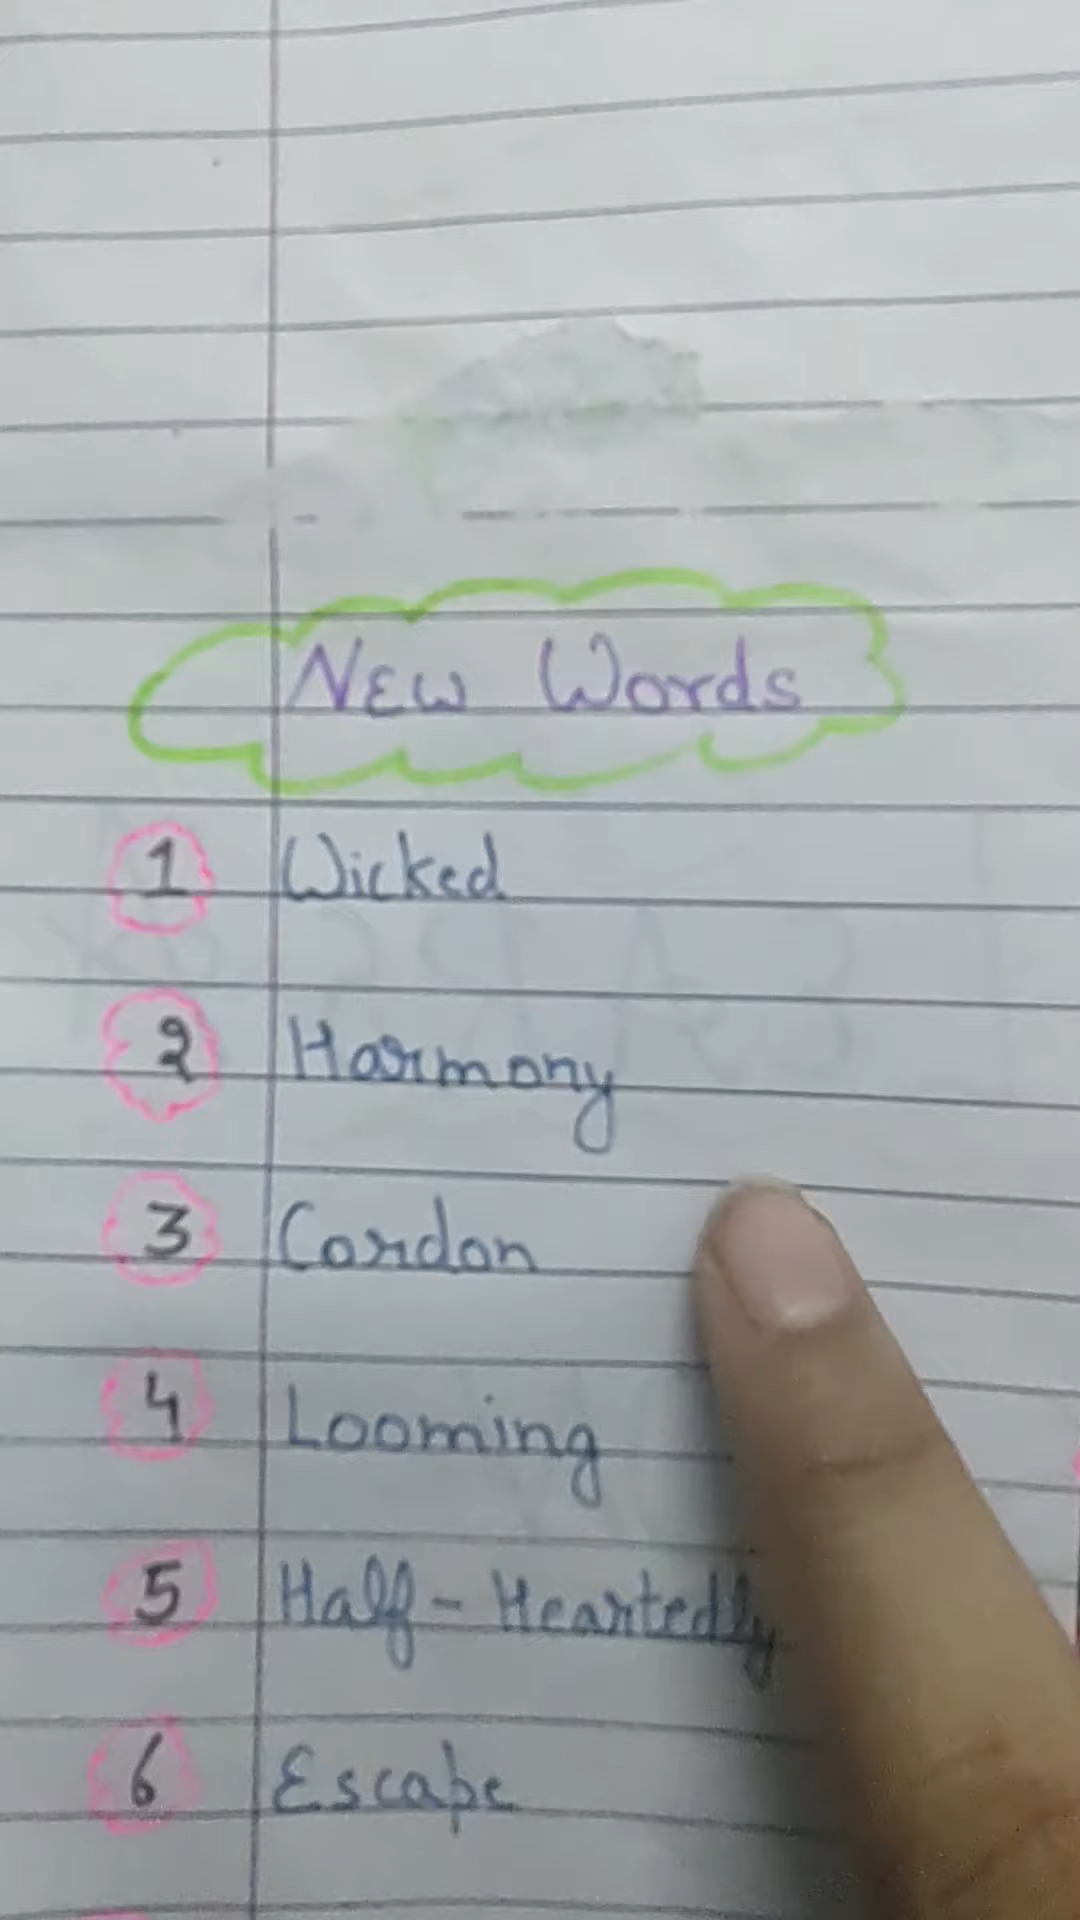 New Words
1 Wicked
2 Harmony
3 Cordon
4 Looming
5 Half-Heartedly
6 Escape